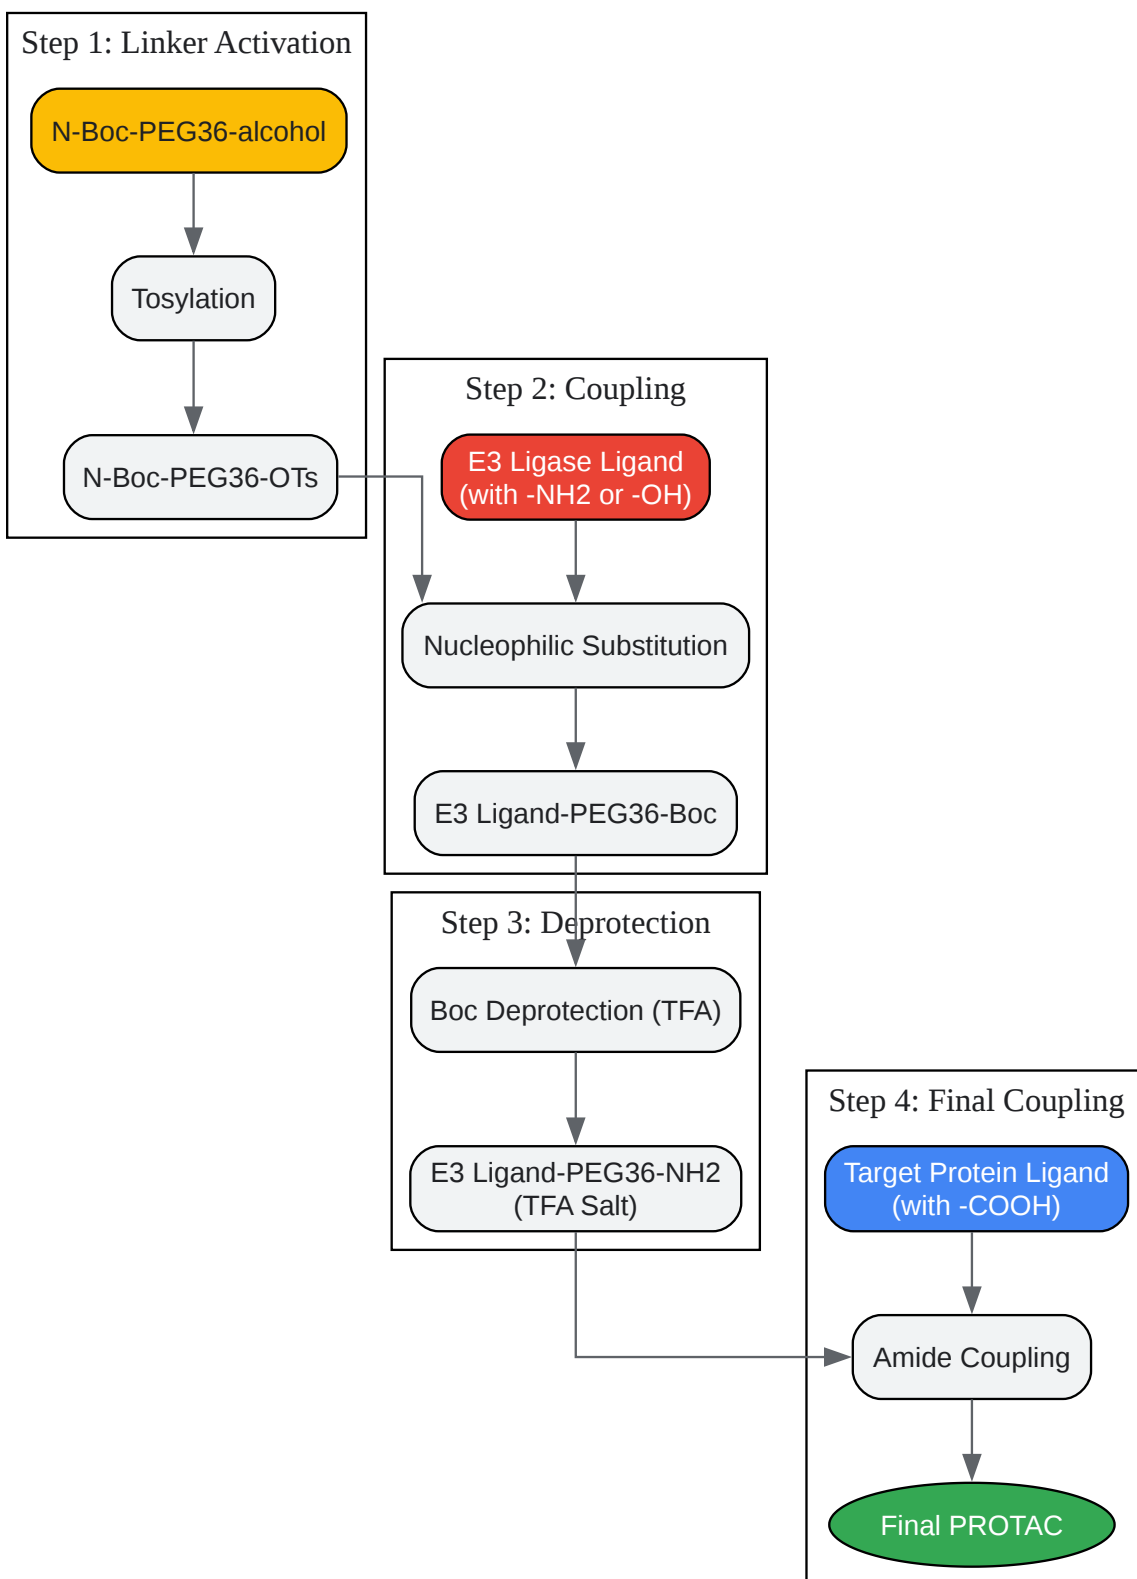 Step 1: Linker Activation
N-Boc-PEG36-alcohol
Tosylation
N-Boc-PEG36-OTs
Step 2: Coupling
E3 Ligase Ligand
(with -NH2 or -OH)
Nucleophilic Substitution
E3 Ligand-PEG36-Boc
Step 3: Deprotection
Boc Deprotection (TFA)
E3 Ligand-PEG36-NH2
(TFA Salt)
Step 4: Final Coupling
Target Protein Ligand
(with -COOH)
Amide Coupling
Final PROTAC